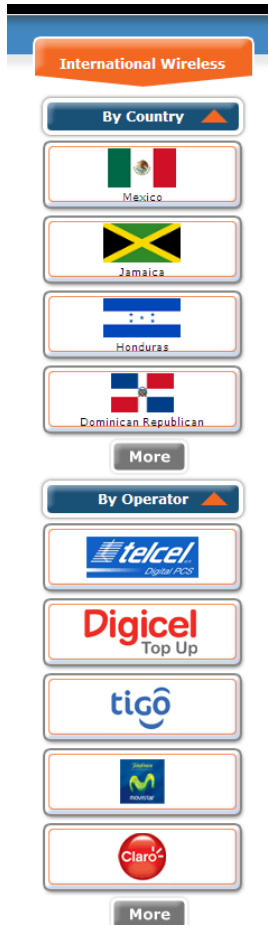 International Wireless
By Country
Mexico
Jamaica
Honduras
Dominican Republican
More
By Operator
telcel
Digital PCS
Digicel
Top Up
tiGO
Telefónica
movistar
Claro
More